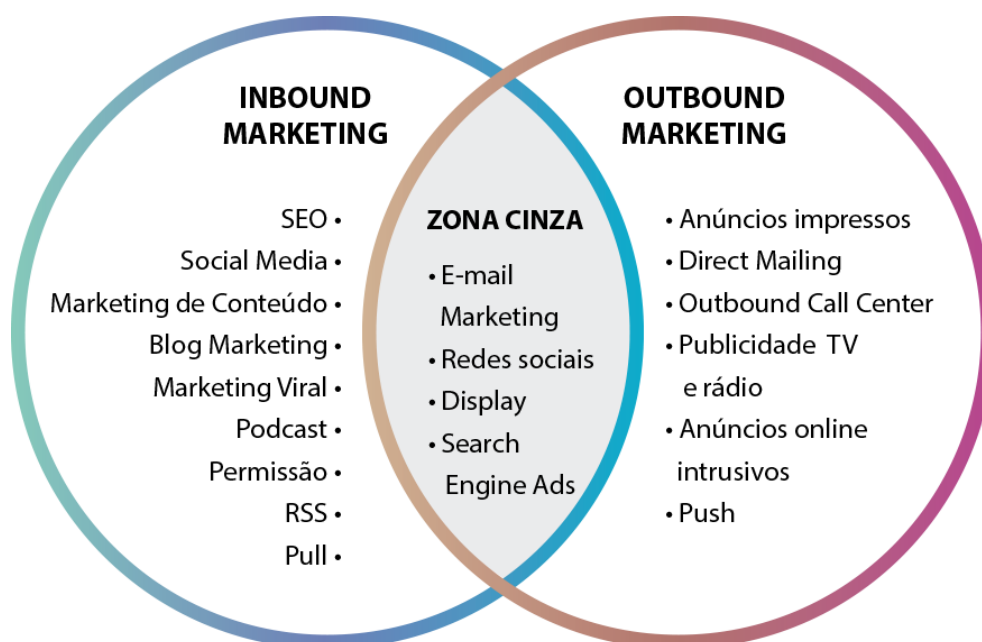 INBOUND
MARKETING
SEO •
Social Media •
Marketing de Conteúdo •
Blog Marketing •
Marketing Viral •
Podcast •
Permissão •
RSS •
Pull •
ZONA CINZA
• E-mail
Marketing
• Redes sociais
• Display
• Search
Engine Ads
OUTBOUND
MARKETING
• Anúncios impressos
• Direct Mailing
• Outbound Call Center
• Publicidade TV
e rádio
• Anúncios online
intrusivos
• Push